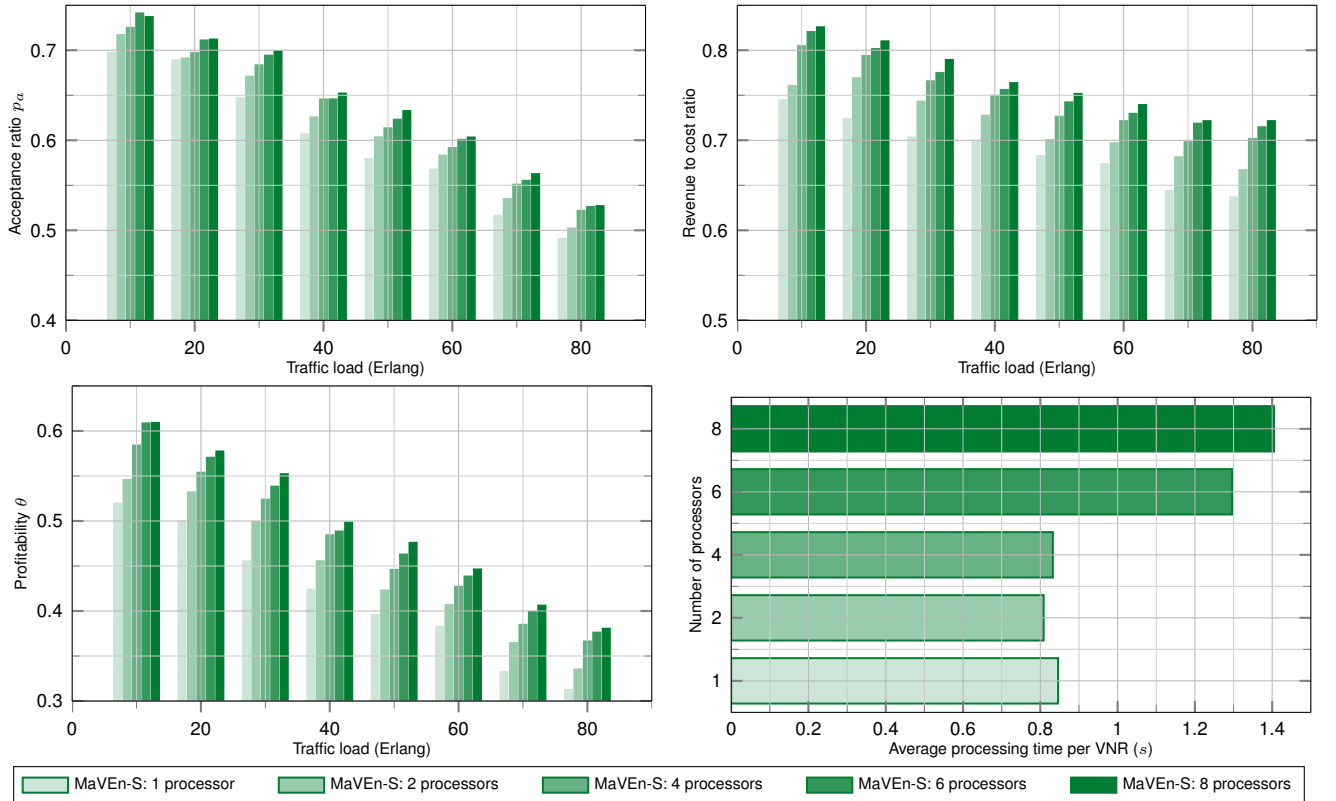 0.7
0.6
0.5
0.4
Acceptance ratio pₐ
0 20 40 60 80
Traffic load (Erlang)
0.8
0.7
0.6
0.5
Revenue to cost ratio
0 20 40 60 80
Traffic load (Erlang)
0.6
0.5
0.4
0.3
Profitability θ
0 20 40 60 80
Traffic load (Erlang)
8
6
4
2
1
Number of processors
0 0.2 0.4 0.6 0.8 1 1.2 1.4
Average processing time per VNR (s)
MaVEn-S: 1 processor MaVEn-S: 2 processors MaVEn-S: 4 processors MaVEn-S: 6 processors MaVEn-S: 8 processors